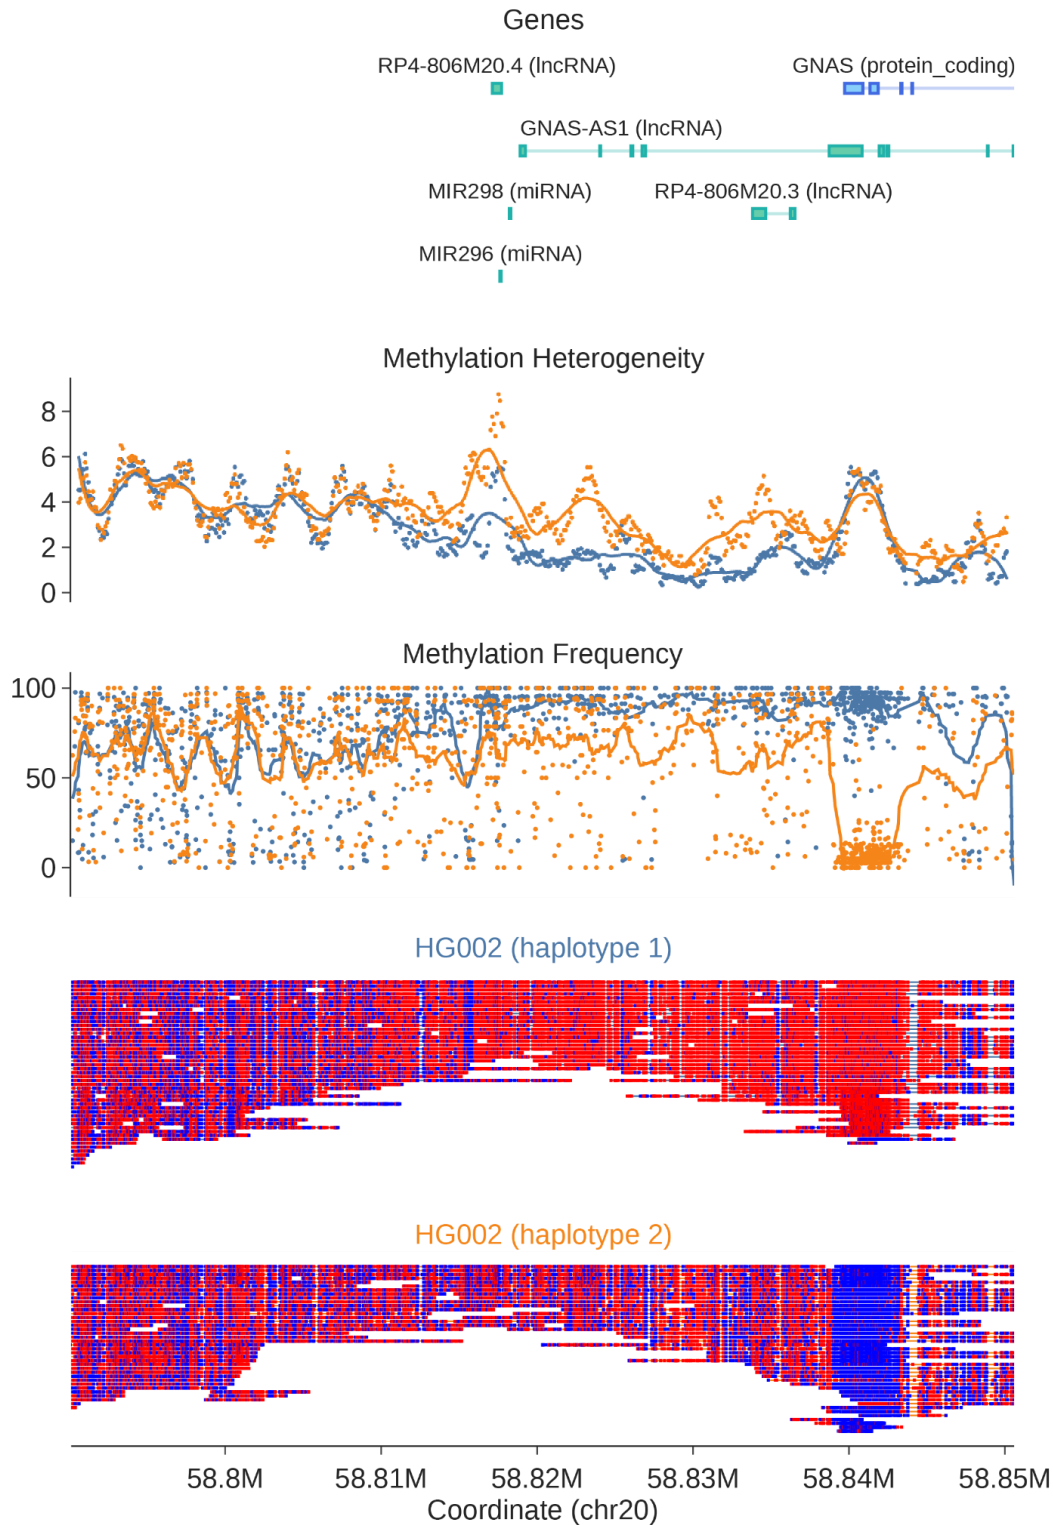 Genes
RP4-806M20.4 (lncRNA)
GNAS (protein_coding)
GNAS-AS1 (lncRNA)
MIR298 (miRNA)
RP4-806M20.3 (lncRNA)
MIR296 (miRNA)
Methylation Heterogeneity
8
6
4
2
0
Methylation Frequency
100
50
0
HG002 (haplotype 1)
HG002 (haplotype 2)
58.8M 58.81M 58.82M 58.83M 58.84M 58.85M
Coordinate (chr20)